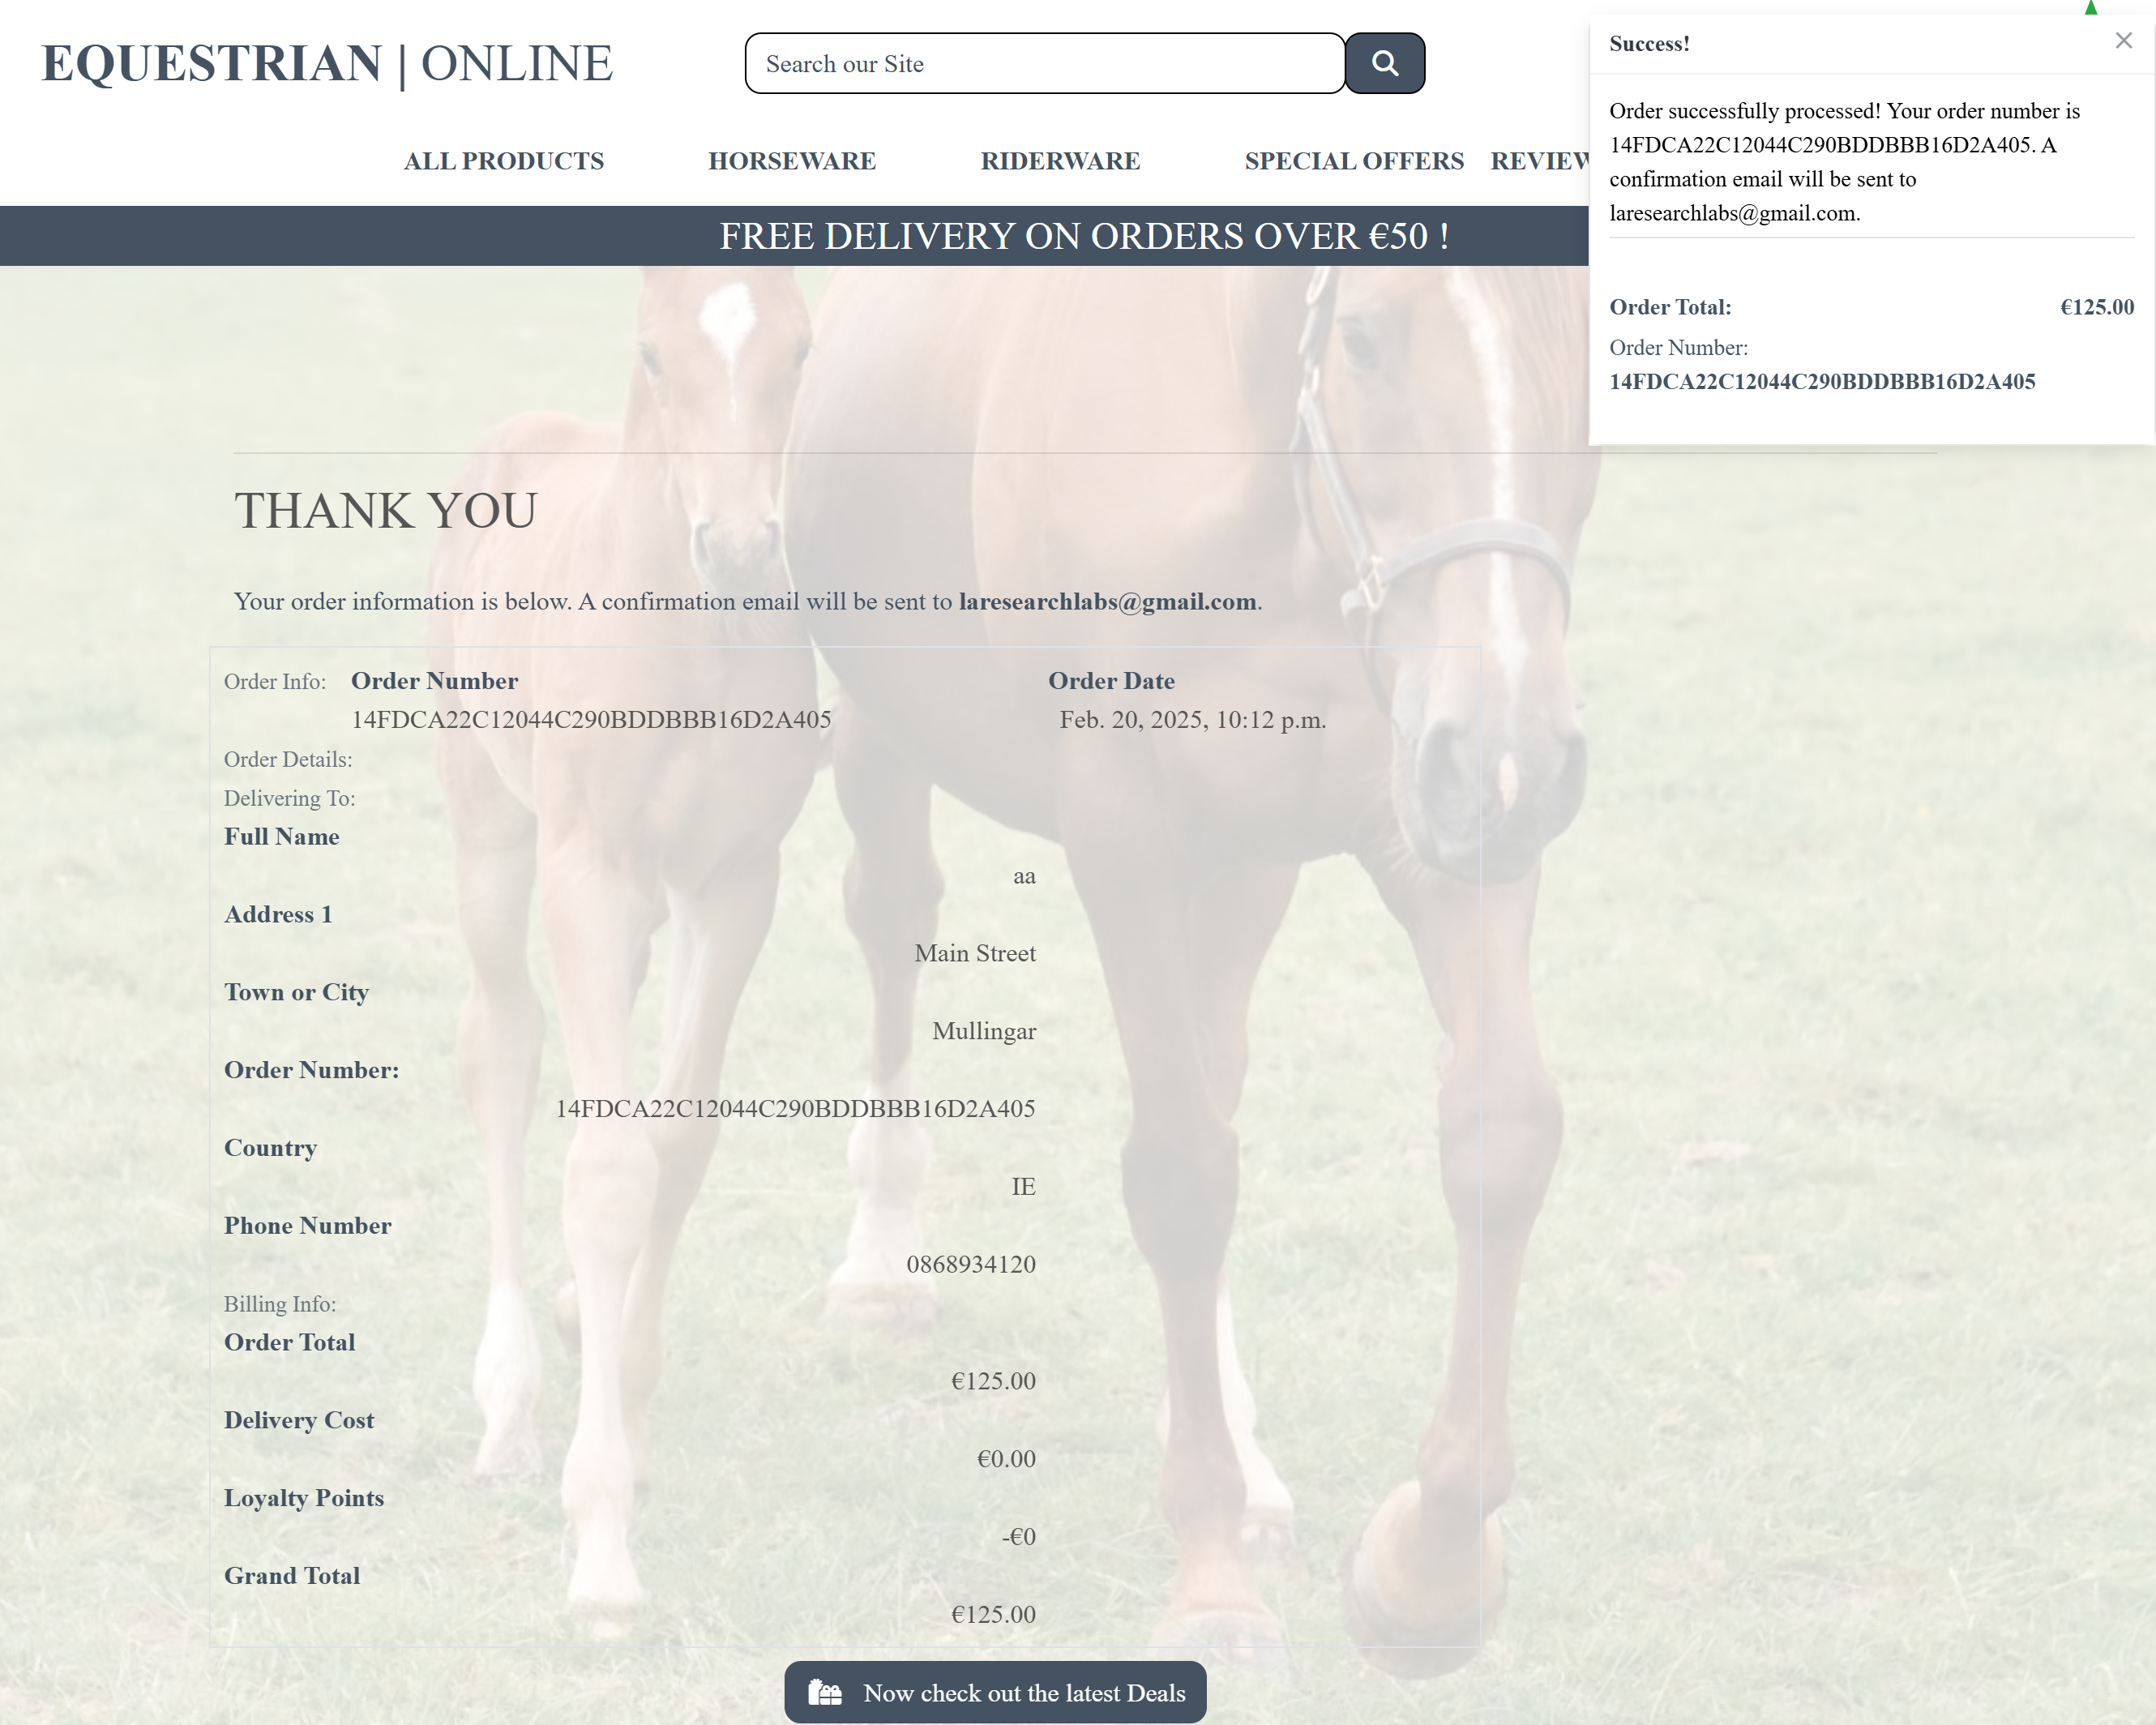 EQUESTRIAN | ONLINE
Search our Site
ALL PRODUCTS HORSEWARE RIDERWARE SPECIAL OFFERS REVIEW
FREE DELIVERY ON ORDERS OVER €50 !
Success!
Order successfully processed! Your order number is
14FDCA22C12044C290BDDBBB16D2A405. A
confirmation email will be sent to
laresearchlabs@gmail.com.
Order Total: €125.00
Order Number:
14FDCA22C12044C290BDDBBB16D2A405
THANK YOU
Your order information is below. A confirmation email will be sent to laresearchlabs@gmail.com.
Order Info: Order Number Order Date
14FDCA22C12044C290BDDBBB16D2A405 Feb. 20, 2025, 10:12 p.m.
Order Details:
Delivering To:
Full Name
aa
Address 1
Main Street
Town or City
Mullingar
Order Number:
14FDCA22C12044C290BDDBBB16D2A405
Country
IE
Phone Number
0868934120
Billing Info:
Order Total
€125.00
Delivery Cost
€0.00
Loyalty Points
-€0
Grand Total
€125.00
Now check out the latest Deals